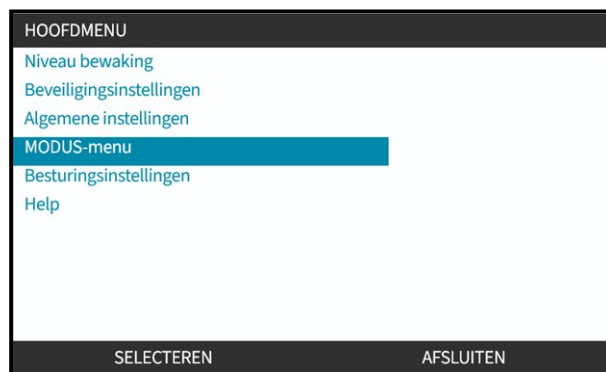 HOOFDMENU
Niveau bewaking
Beveiligingsinstellingen
Algemene instellingen
MODUS-menu
Besturingsinstellingen
Help
SELECTEREN AFSLUITEN